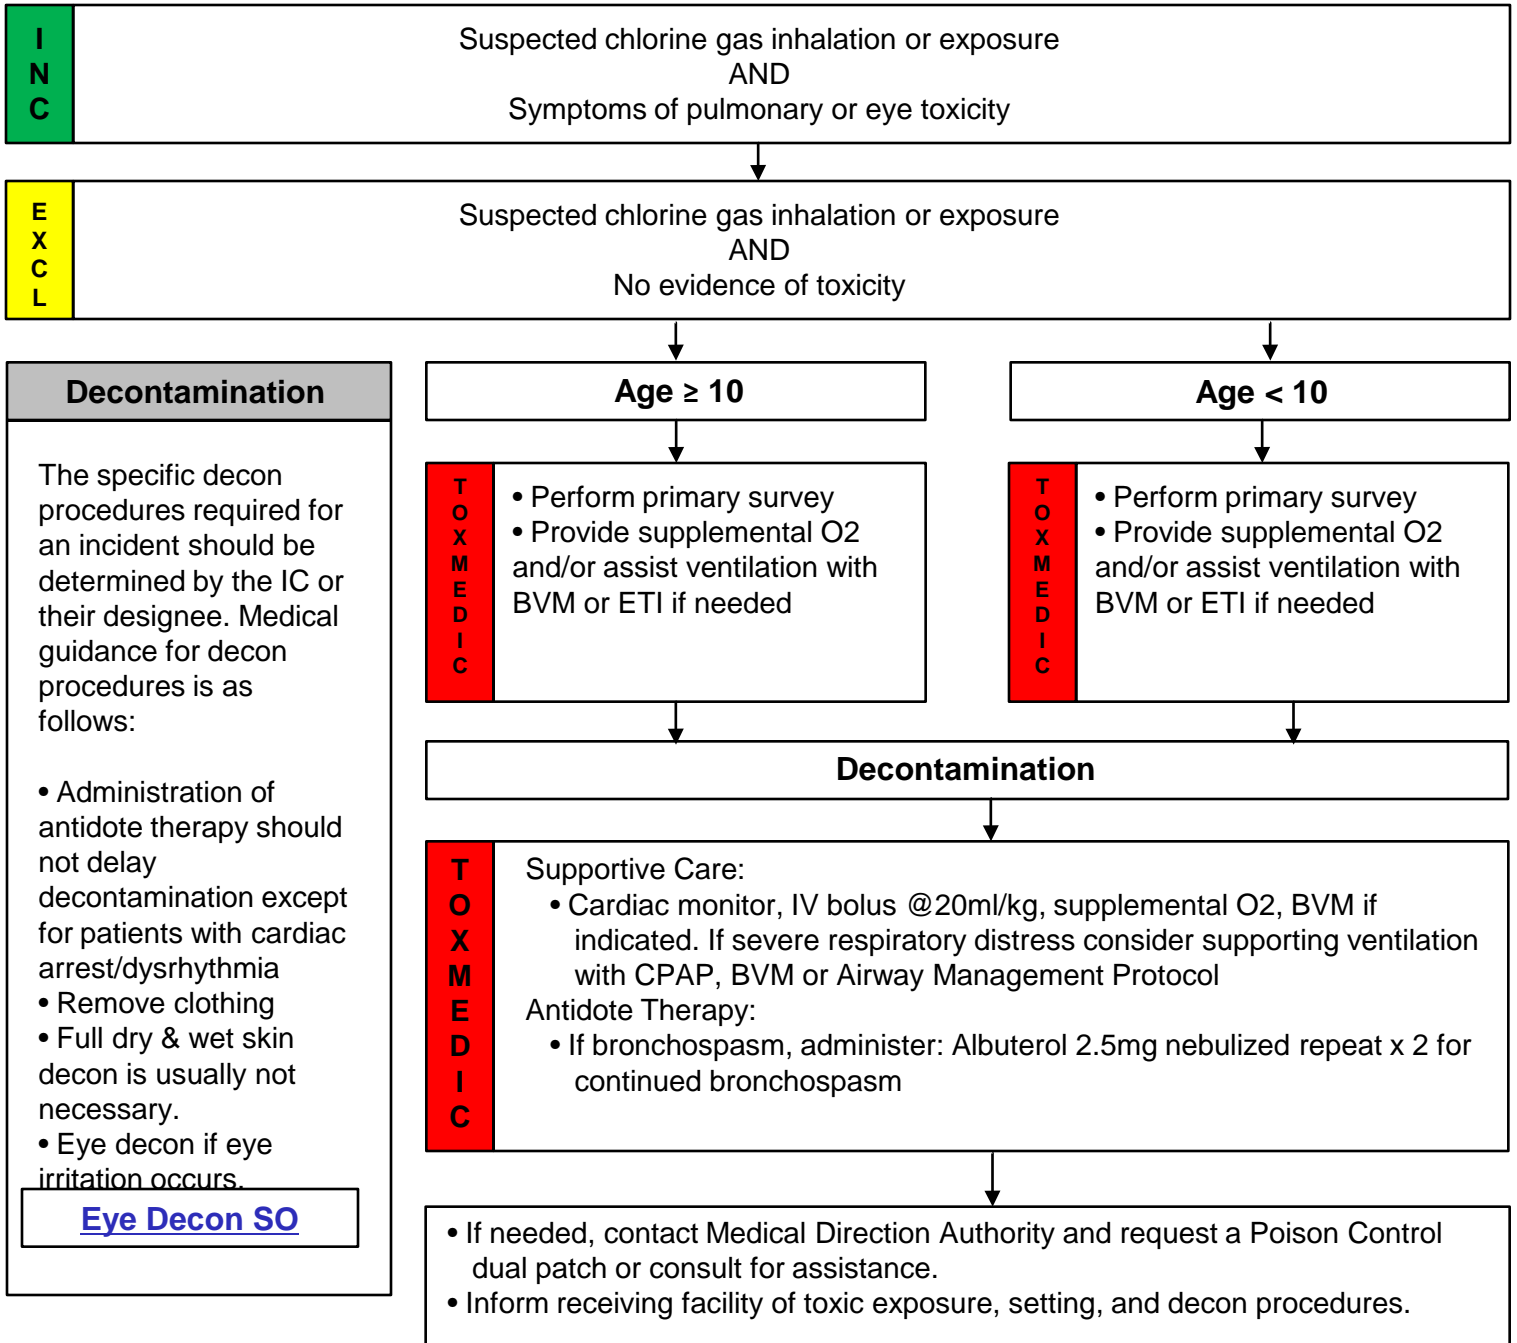 I
N
C
Suspected chlorine gas inhalation or exposure
AND
Symptoms of pulmonary or eye toxicity
E
X
C
L
Suspected chlorine gas inhalation or exposure
AND
No evidence of toxicity
Decontamination
The specific decon
procedures required for
an incident should be
determined by the IC or
their designee. Medical
guidance for decon
procedures is as
follows:
• Administration of
antidote therapy should
not delay
decontamination except
for patients with cardiac
arrest/dysrhythmia
• Remove clothing
• Full dry & wet skin
decon is usually not
necessary.
• Eye decon if eye
irritation occurs.
Eye Decon SO
Age ≥ 10
T
O
X
M
E
D
I
C
• Perform primary survey
• Provide supplemental O2
and/or assist ventilation with
BVM or ETI if needed
Age < 10
T
O
X
M
E
D
I
C
• Perform primary survey
• Provide supplemental O2
and/or assist ventilation with
BVM or ETI if needed
Decontamination
T
O
X
M
E
D
I
C
Supportive Care:
• Cardiac monitor, IV bolus @20ml/kg, supplemental O2, BVM if
indicated. If severe respiratory distress consider supporting ventilation
with CPAP, BVM or Airway Management Protocol
Antidote Therapy:
• If bronchospasm, administer: Albuterol 2.5mg nebulized repeat x 2 for
continued bronchospasm
• If needed, contact Medical Direction Authority and request a Poison Control
dual patch or consult for assistance.
• Inform receiving facility of toxic exposure, setting, and decon procedures.